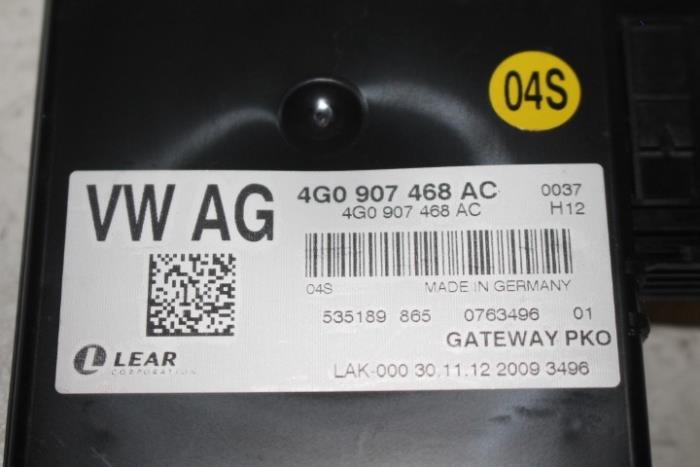 04S
VW AG
4G0 907 468 AC 0037
4G0 907 468 AC H12
04S MADE IN GERMANY
535189 865 0763496 01
GATEWAY PKO
LEAR
CORPORATION
LAK-000 30.11.12 2009 3496